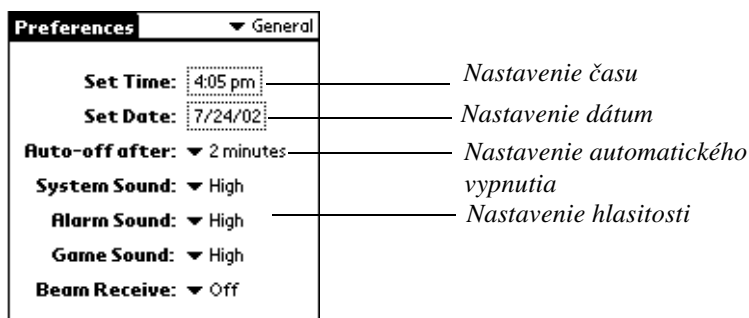 Preferences ▼ General
Set Time: 4:05 pm
Nastavenie času
Set Date: 7/24/02
Nastavenie dátum
Auto-off after: ▼ 2 minutes
Nastavenie automatického
vypnutia
System Sound: ▼ High
Alarm Sound: ▼ High
Nastavenie hlasitosti
Game Sound: ▼ High
Beam Receive: ▼ Off